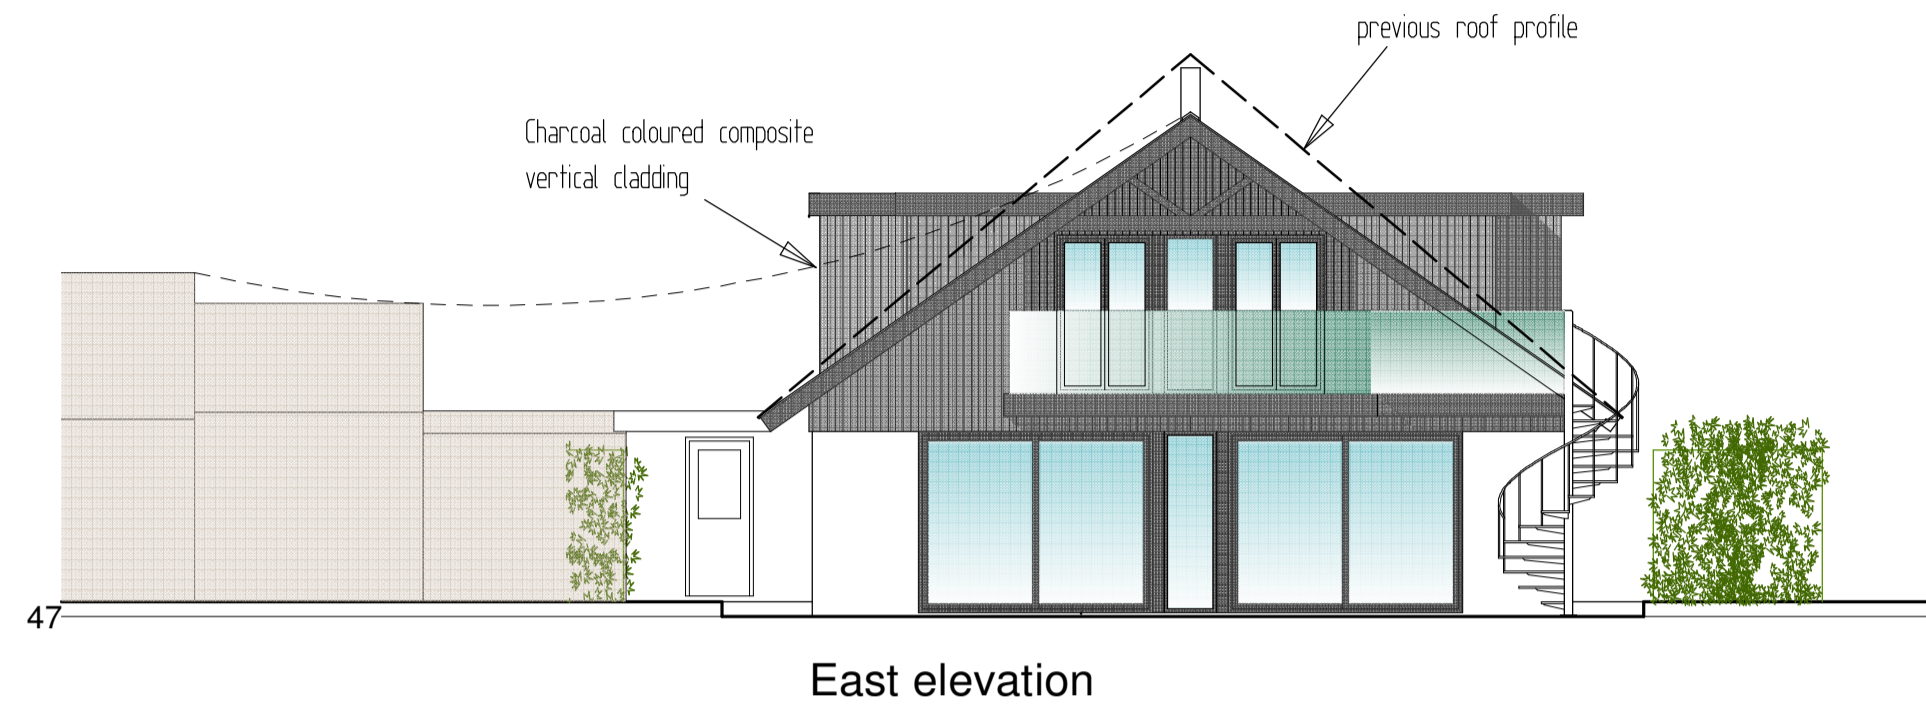 previous roof profile
Charcoal coloured composite
vertical cladding
47
East elevation